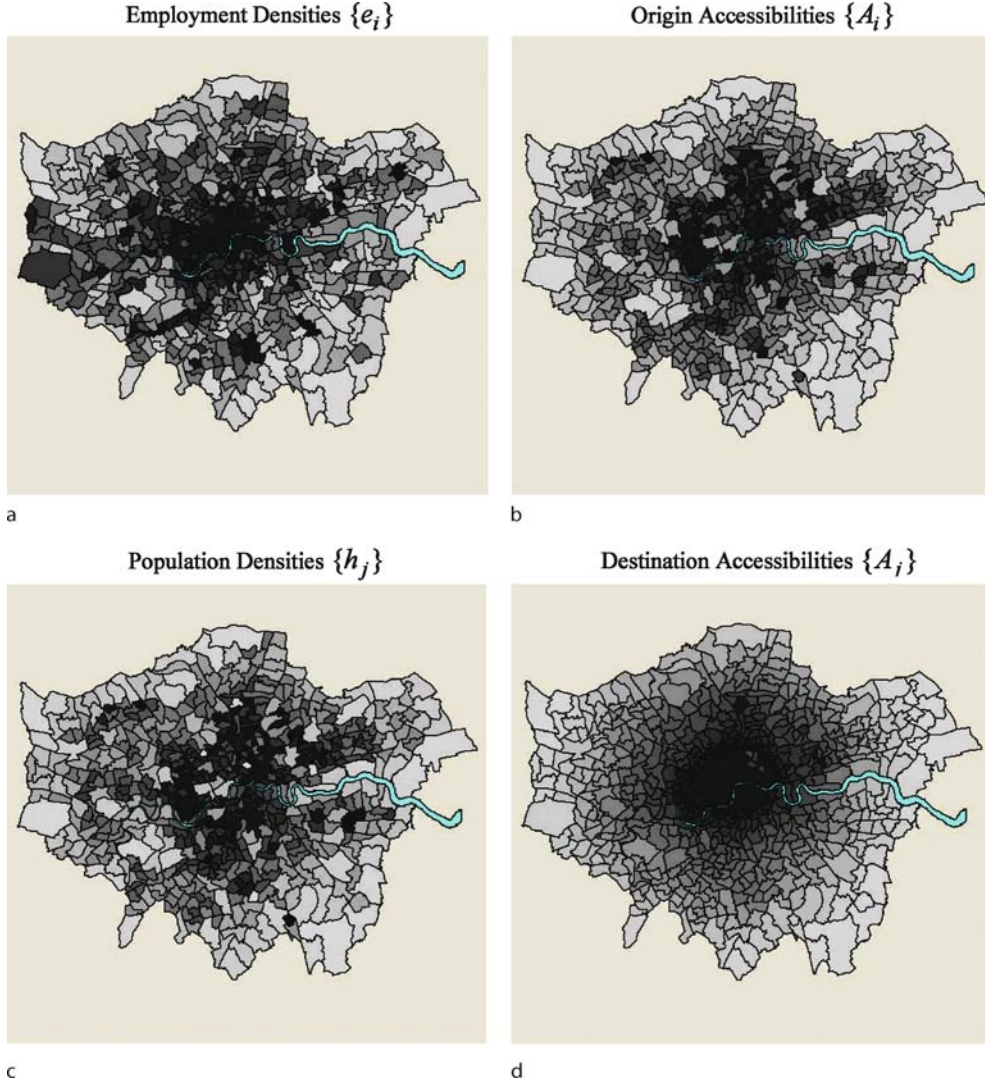 Employment Densities {e_i}
Origin Accessibilities {A_i}
a
b
Population Densities {h_j}
Destination Accessibilities {A_i}
c
d